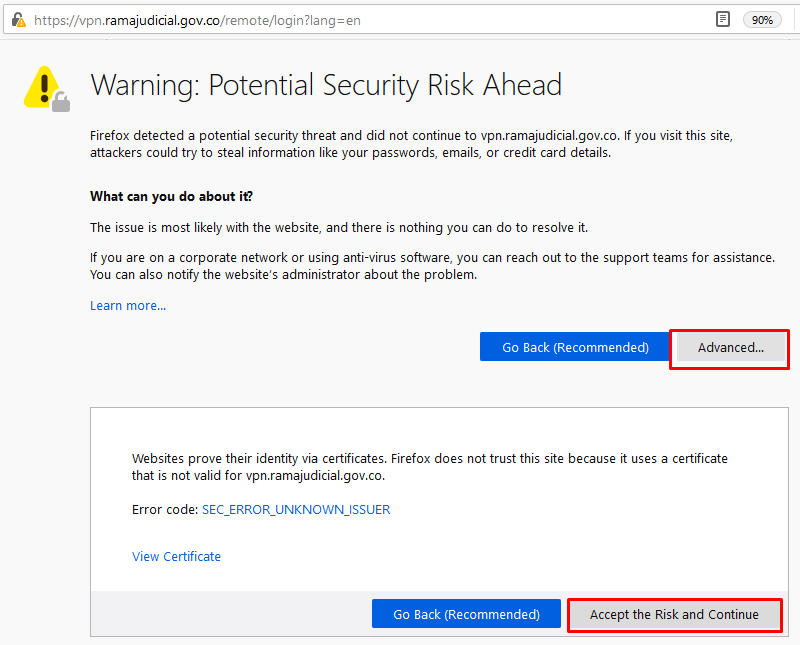 https://vpn.ramajudicial.gov.co/remote/login?lang=en
90%
Warning: Potential Security Risk Ahead
Firefox detected a potential security threat and did not continue to vpn.ramajudicial.gov.co. If you visit this site,
attackers could try to steal information like your passwords, emails, or credit card details.
What can you do about it?
The issue is most likely with the website, and there is nothing you can do to resolve it.
If you are on a corporate network or using anti-virus software, you can reach out to the support teams for assistance.
You can also notify the website's administrator about the problem.
Learn more...
Go Back (Recommended)
Advanced...
Websites prove their identity via certificates. Firefox does not trust this site because it uses a certificate
that is not valid for vpn.ramajudicial.gov.co.
Error code: SEC_ERROR_UNKNOWN_ISSUER
View Certificate
Go Back (Recommended)
Accept the Risk and Continue